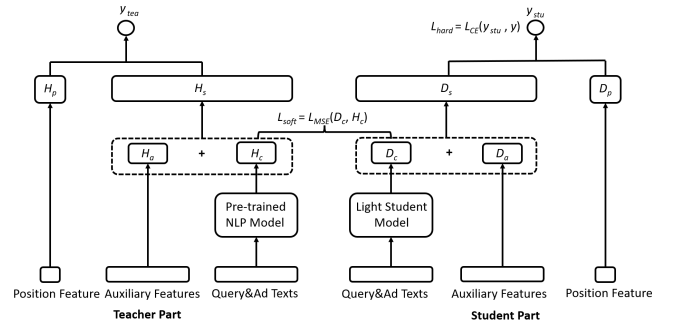 y_tea
y_stu
L_hard = L_CE(y_stu , y)
H_p
H_s
D_s
D_p
L_soft = L_MSE(D_c, H_c)
H_a + H_c
D_c + D_a
Pre-trained
NLP Model
Light Student
Model
Position Feature Auxiliary Features Query&Ad Texts Query&Ad Texts Auxiliary Features Position Feature
Teacher Part Student Part